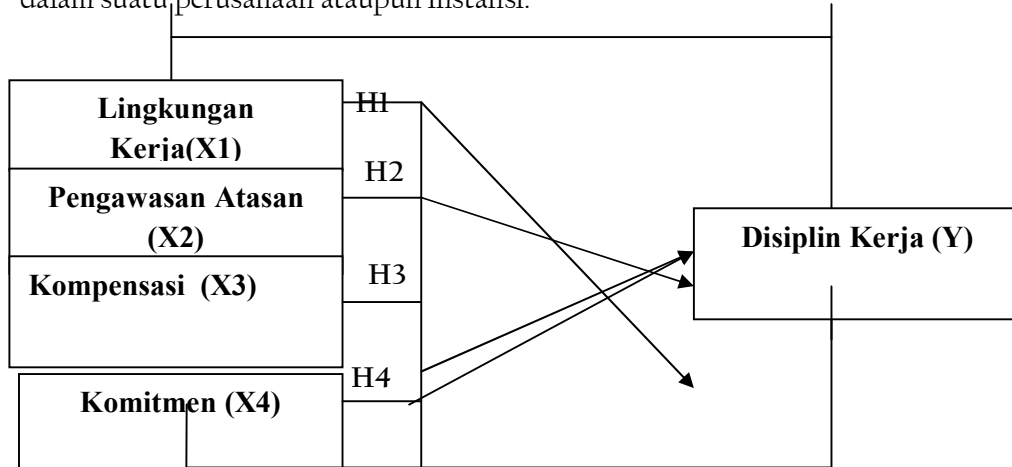 dalam suatu perusahaan ataupun instansi.
Lingkungan
Kerja(X1)
H1
Pengawasan Atasan
(X2)
H2
Kompensasi (X3)
H3
Komitmen (X4)
H4
Disiplin Kerja (Y)